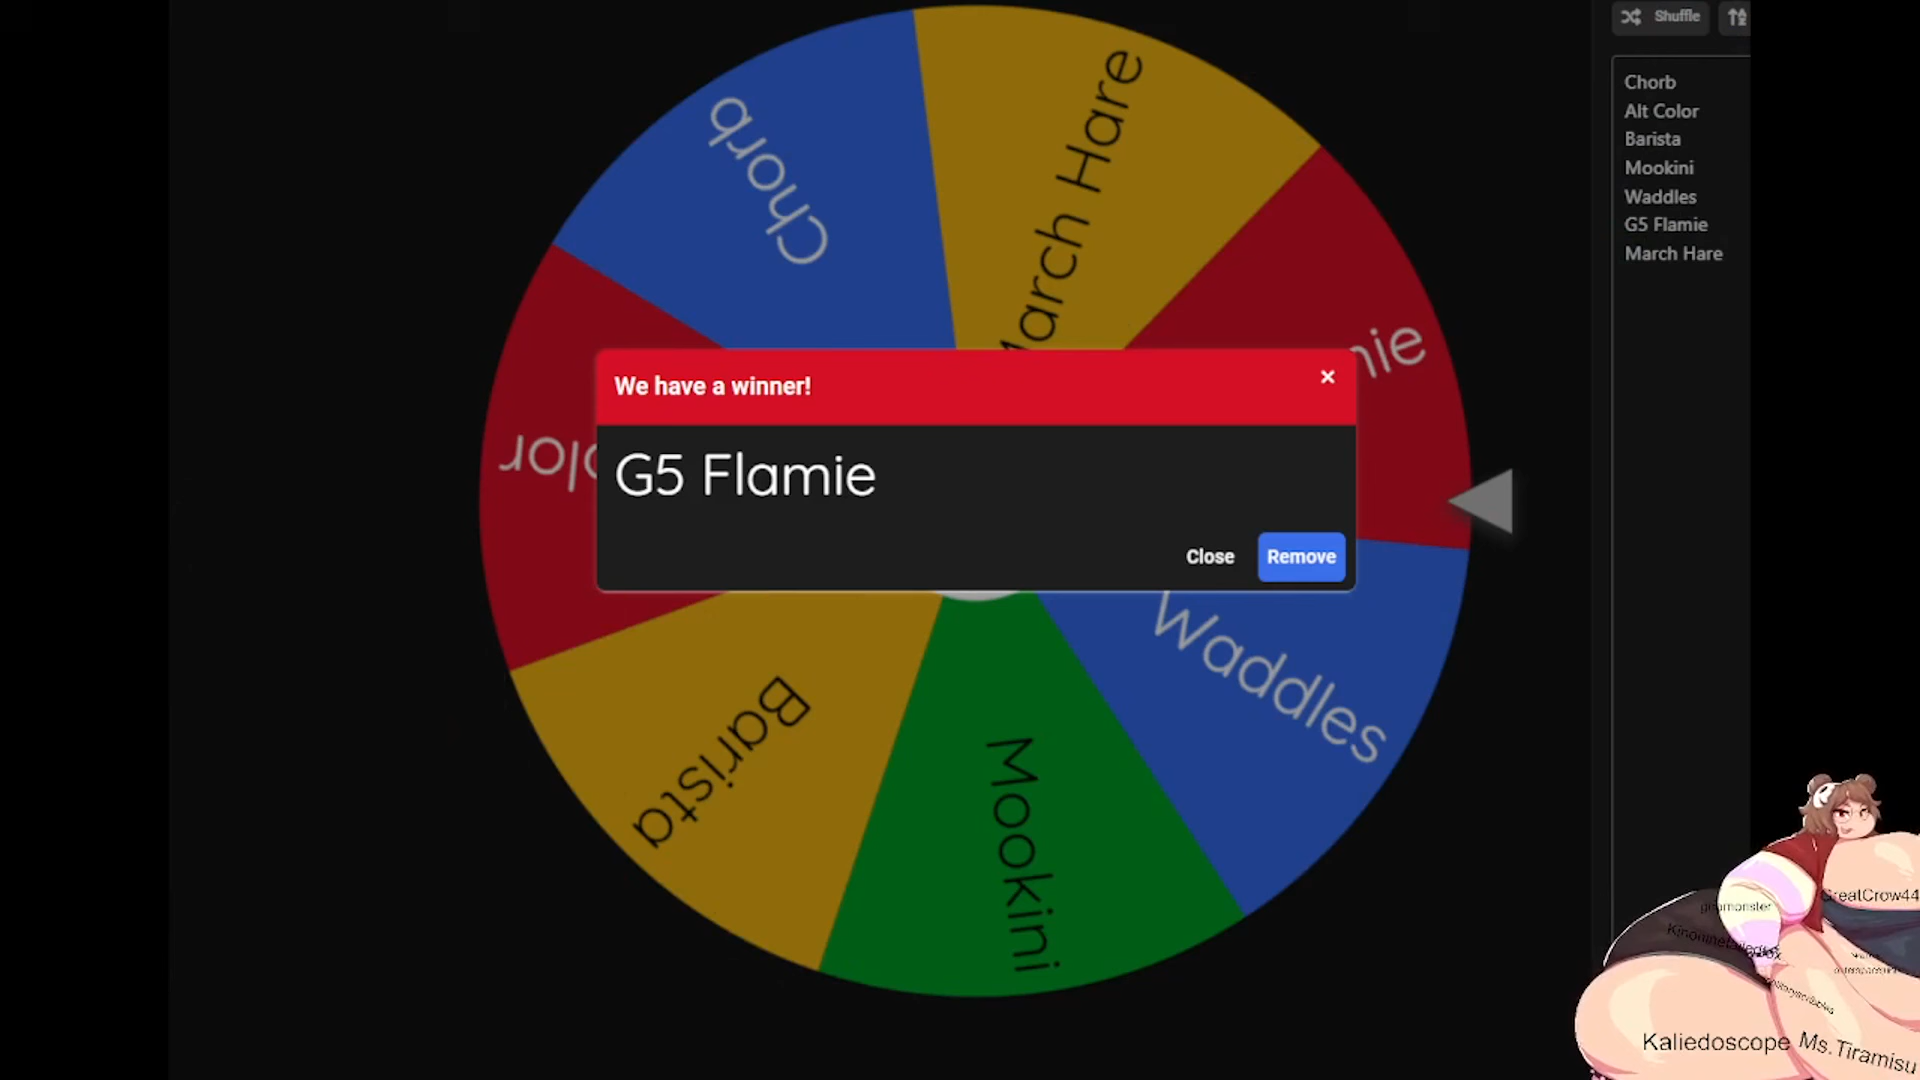 Shuffle
Chorb
Alt Color
Barista
Mookini
Waddles
G5 Flamie
March Hare
Chorb
March Hare
nie
olor
We have a winner!
×
G5 Flamie
Close
Remove
Waddles
Barista
Mookini
GreatCrow44
Kaliedoscope
Ms.Tiramisu